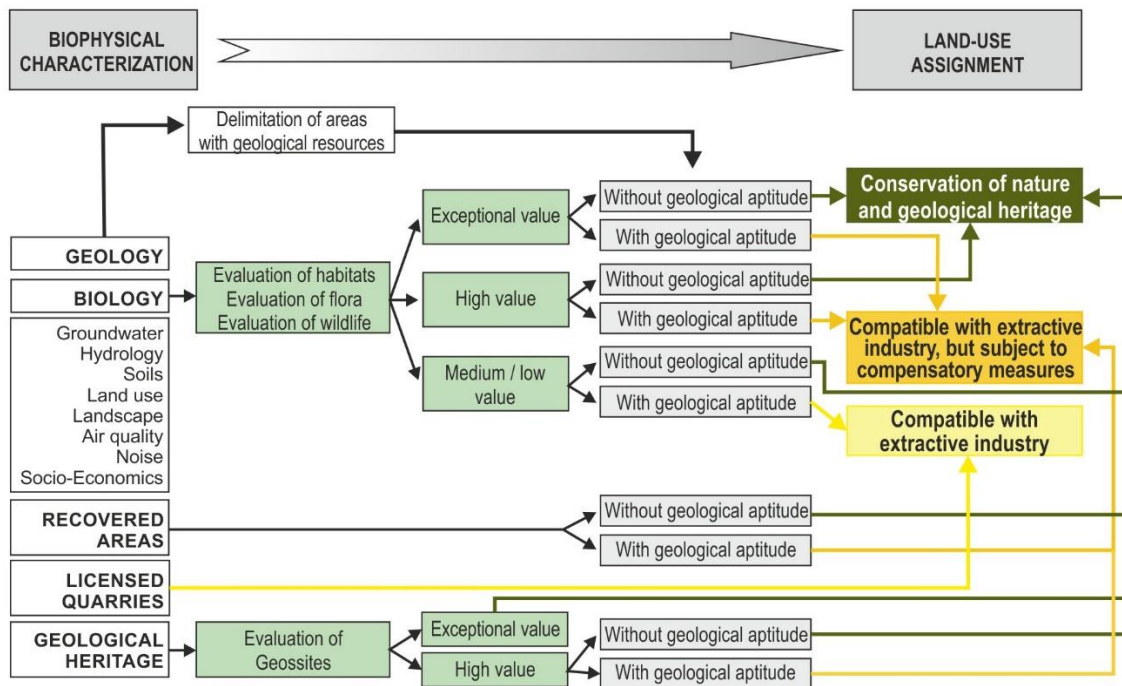 BIOPHYSICAL
CHARACTERIZATION
LAND-USE
ASSIGNMENT
Delimitation of areas
with geological resources
GEOLOGY
BIOLOGY
Groundwater
Hydrology
Soils
Land use
Landscape
Air quality
Noise
Socio-Economics
RECOVERED
AREAS
LICENSED
QUARRIES
GEOLOGICAL
HERITAGE
Evaluation of habitats
Evaluation of flora
Evaluation of wildlife
Exceptional value
High value
Medium / low
value
Without geological aptitude
With geological aptitude
Without geological aptitude
With geological aptitude
Without geological aptitude
With geological aptitude
Conservation of nature
and geological heritage
Compatible with extractive
industry, but subject to
compensatory measures
Compatible with
extractive industry
Without geological aptitude
With geological aptitude
Evaluation of
Geossites
Exceptional value
High value
Without geological aptitude
With geological aptitude